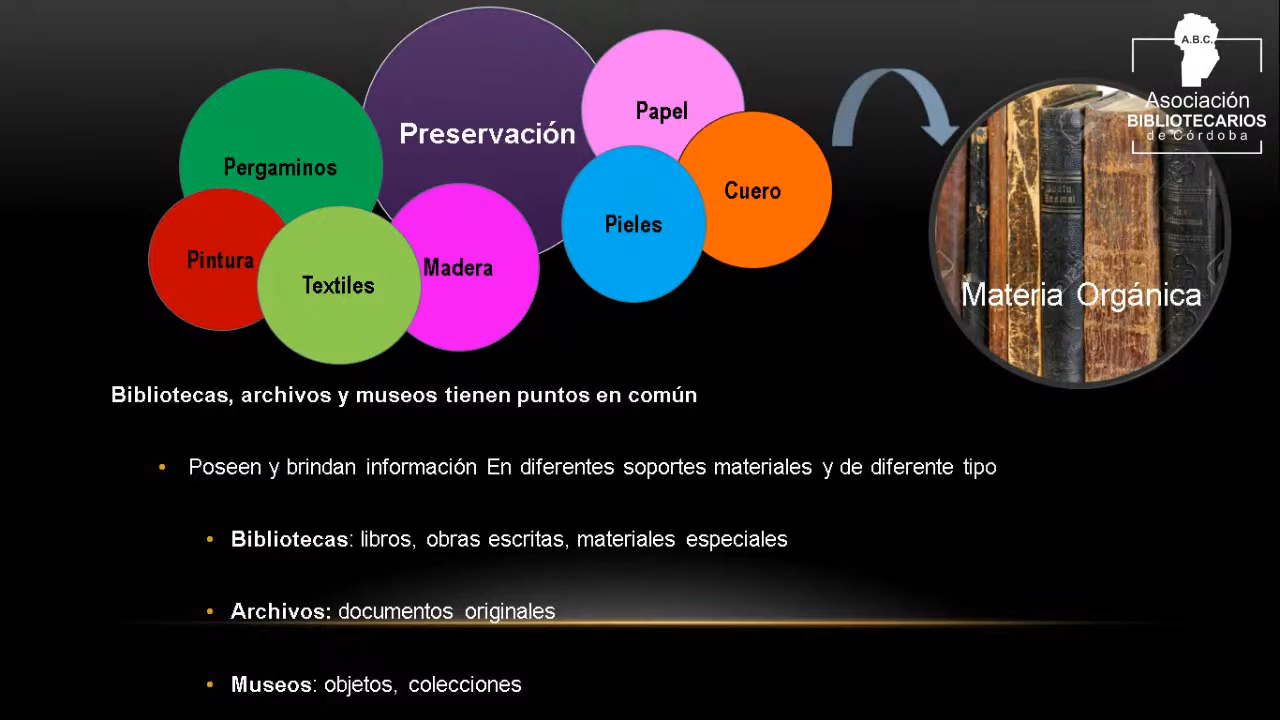 Preservación
Papel
Pergaminos
Cuero
Pieles
Pintura
Textiles
Madera
A.B.C.
Asociación
BIBLIOTECARIOS
de Córdoba
Materia Orgánica
Bibliotecas, archivos y museos tienen puntos en común
• Poseen y brindan información En diferentes soportes materiales y de diferente tipo
• Bibliotecas: libros, obras escritas, materiales especiales
• Archivos: documentos originales
• Museos: objetos, colecciones